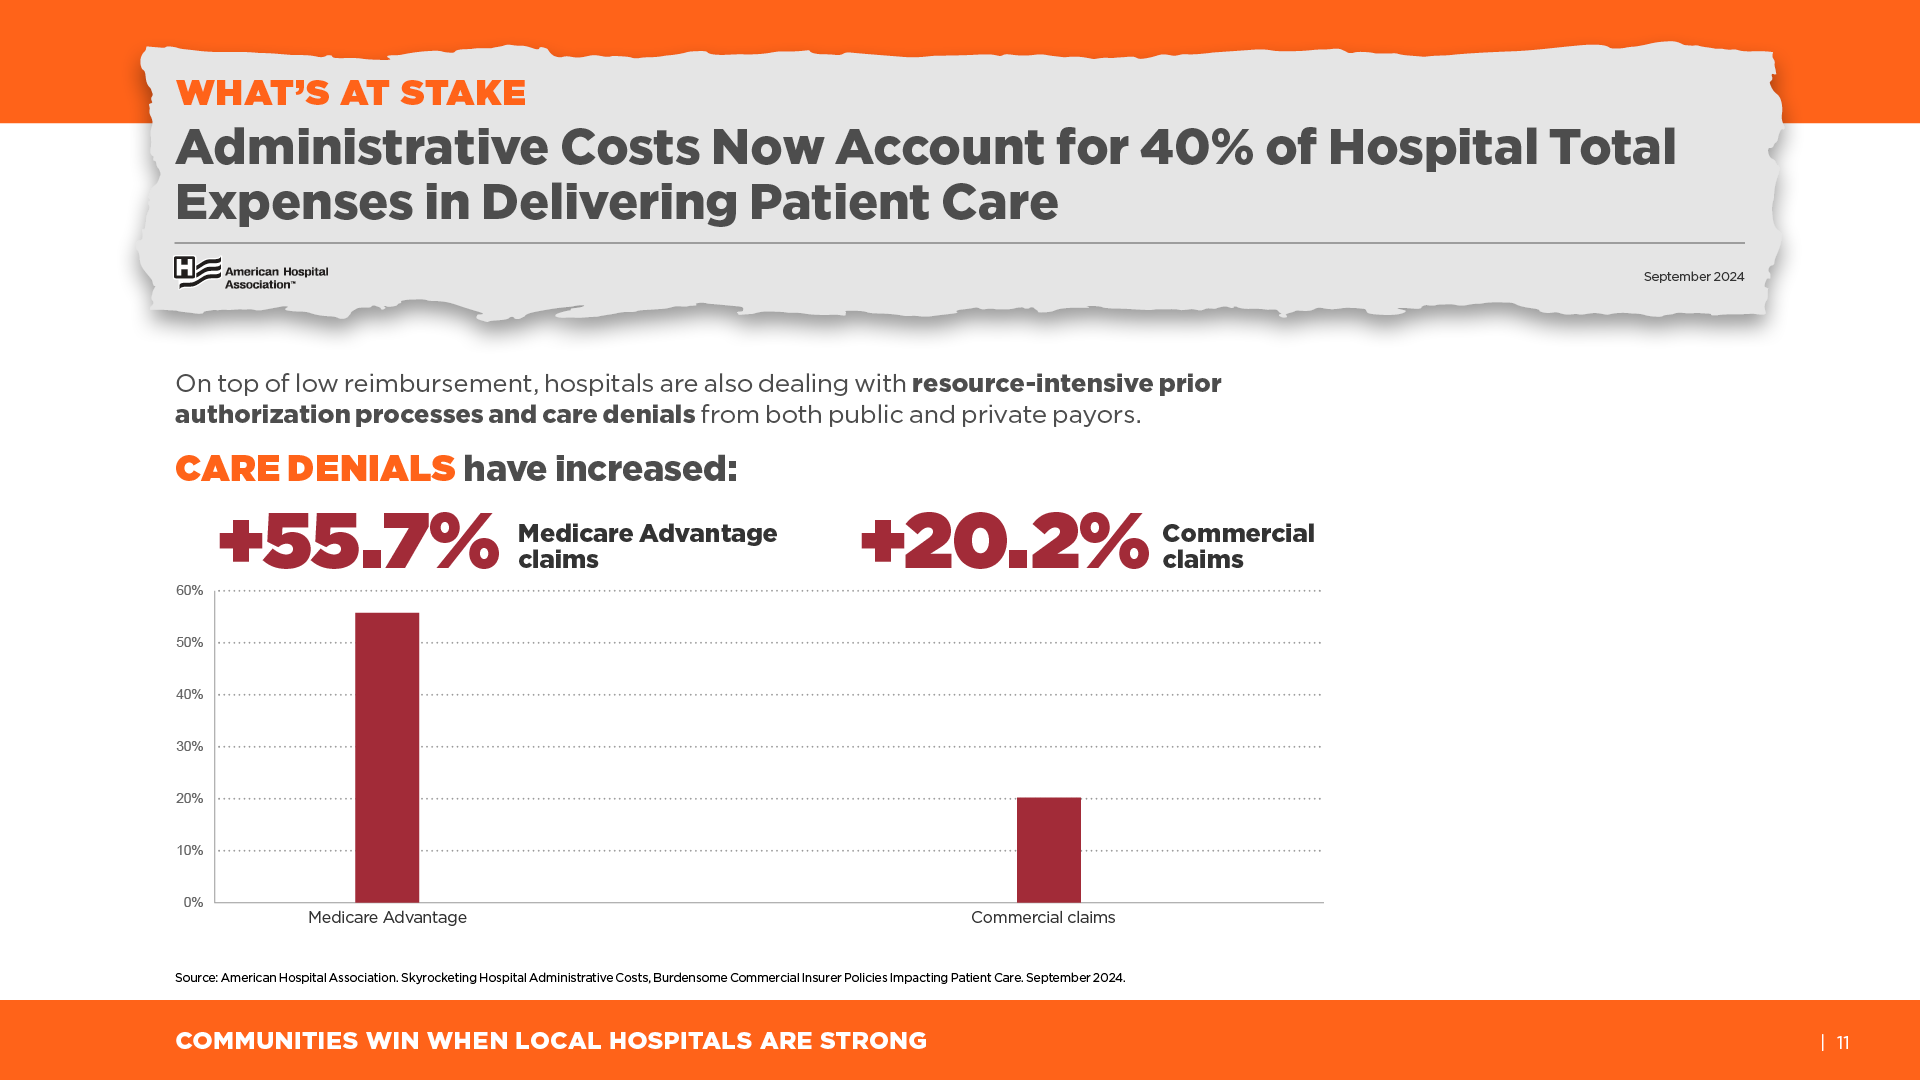 WHAT’S AT STAKE
Administrative Costs Now Account for 40% of Hospital Total
Expenses in Delivering Patient Care
H
American Hospital
Association™
September 2024
On top of low reimbursement, hospitals are also dealing with resource-intensive prior
authorization processes and care denials from both public and private payors.
CARE DENIALS have increased:
+55.7%
Medicare Advantage
claims
+20.2%
Commercial
claims
60%
50%
40%
30%
20%
10%
0%
Medicare Advantage
Commercial claims
Source: American Hospital Association. Skyrocketing Hospital Administrative Costs, Burdensome Commercial Insurer Policies Impacting Patient Care. September 2024.
COMMUNITIES WIN WHEN LOCAL HOSPITALS ARE STRONG
| 11